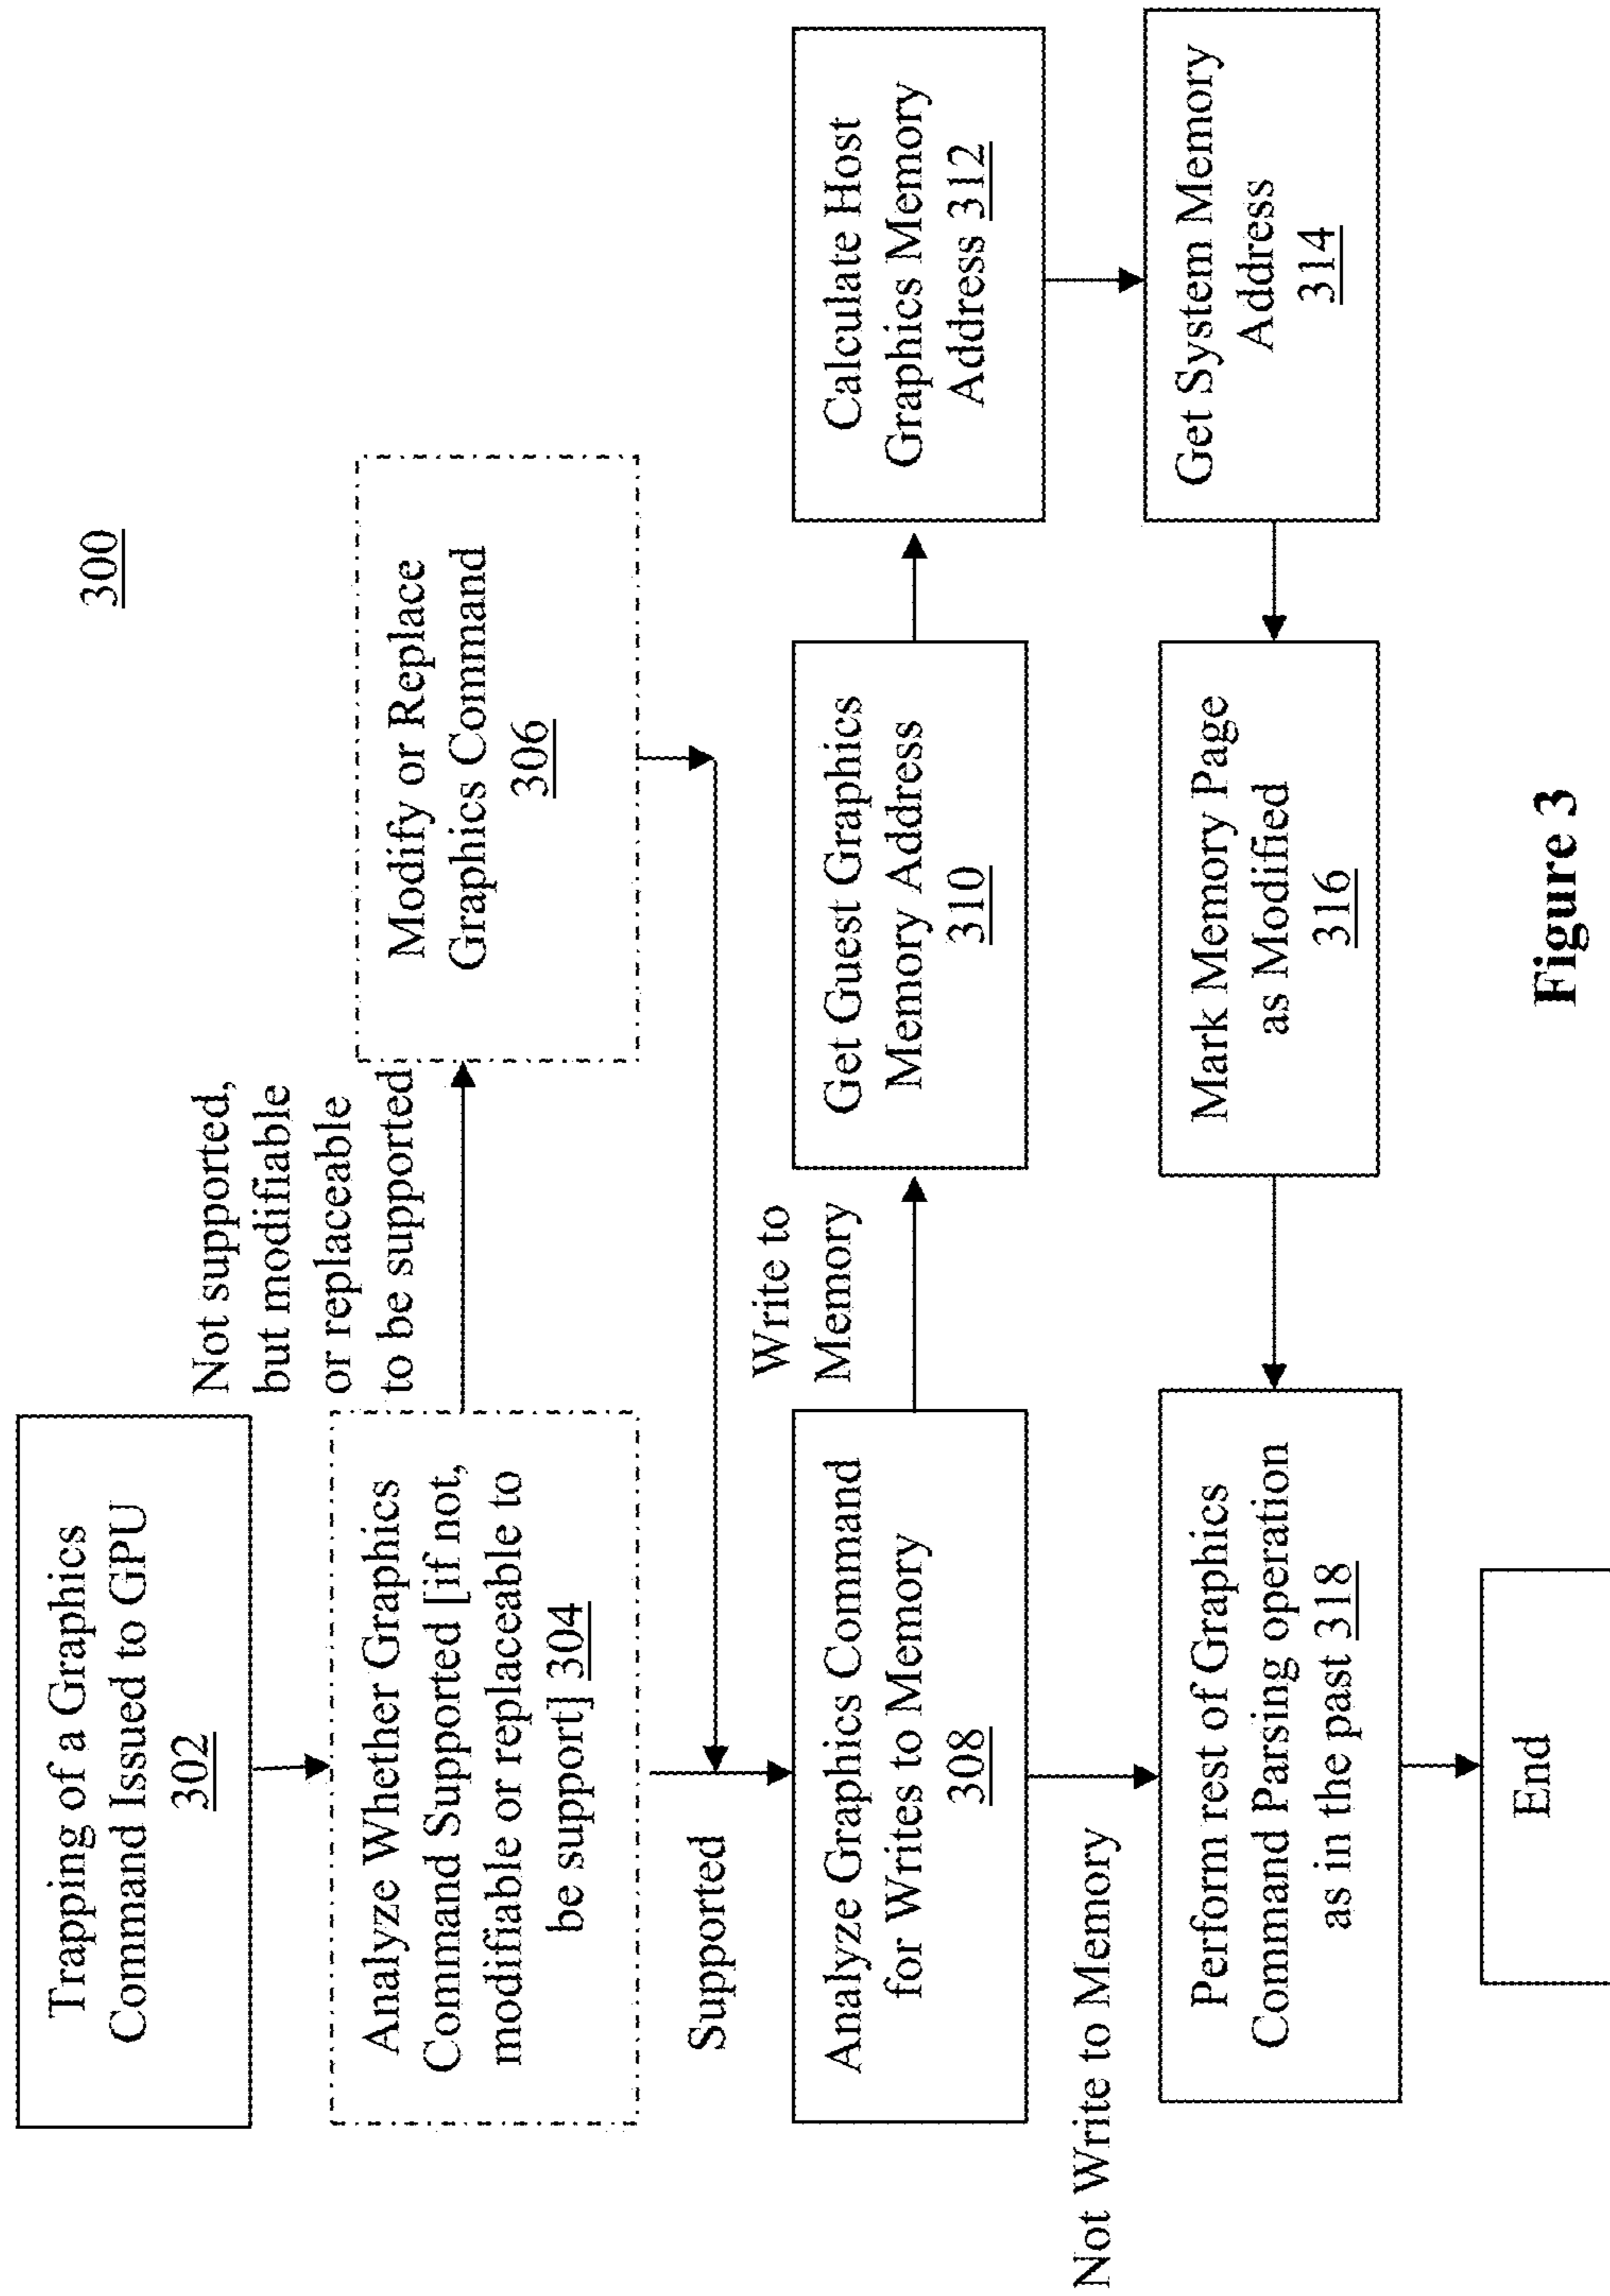 300
Trapping of a Graphics
Command Issued to GPU
302
Not supported,
but modifiable
or replaceable
to be supported
Analyze Whether Graphics
Command Supported [if not,
modifiable or replaceable to
be support] 304
Modify or Replace
Graphics Command
306
Supported
Write to
Memory
Analyze Graphics Command
for Writes to Memory
308
Get Guest Graphics
Memory Address
310
Calculate Host
Graphics Memory
Address 312
Not Write to Memory
Perform rest of Graphics
Command Parsing operation
as in the past 318
Mark Memory Page
as Modified
316
Get System Memory
Address
314
End
Figure 3